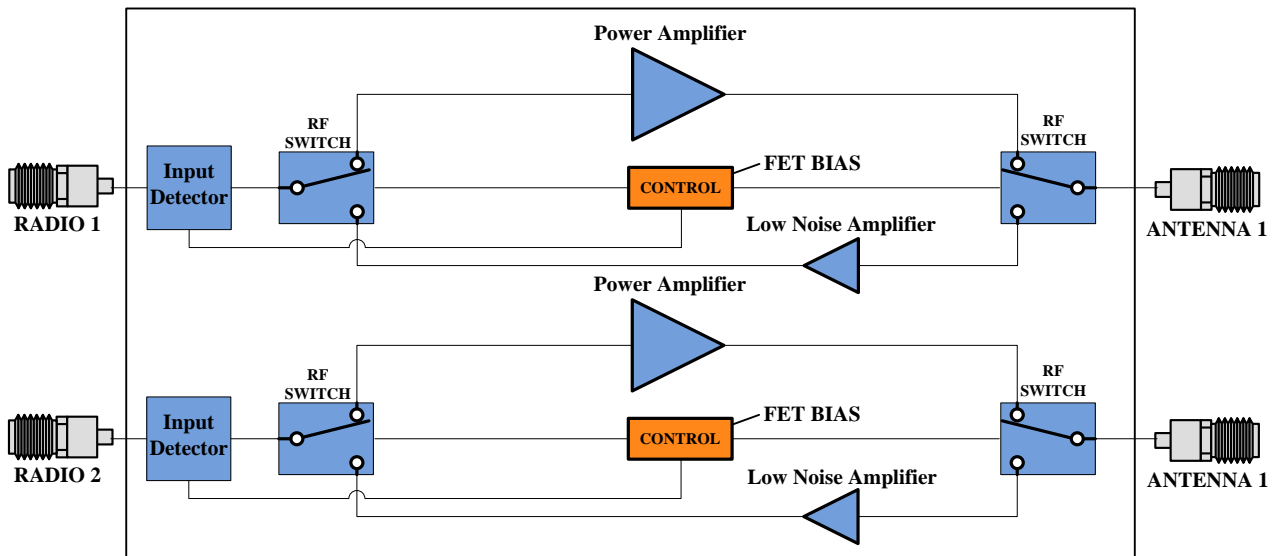 Power Amplifier
RF
SWITCH
RF
SWITCH
Input
Detector
FET BIAS
CONTROL
RADIO 1
Low Noise Amplifier
ANTENNA 1
Power Amplifier
RF
SWITCH
RF
SWITCH
Input
Detector
FET BIAS
CONTROL
RADIO 2
Low Noise Amplifier
ANTENNA 1